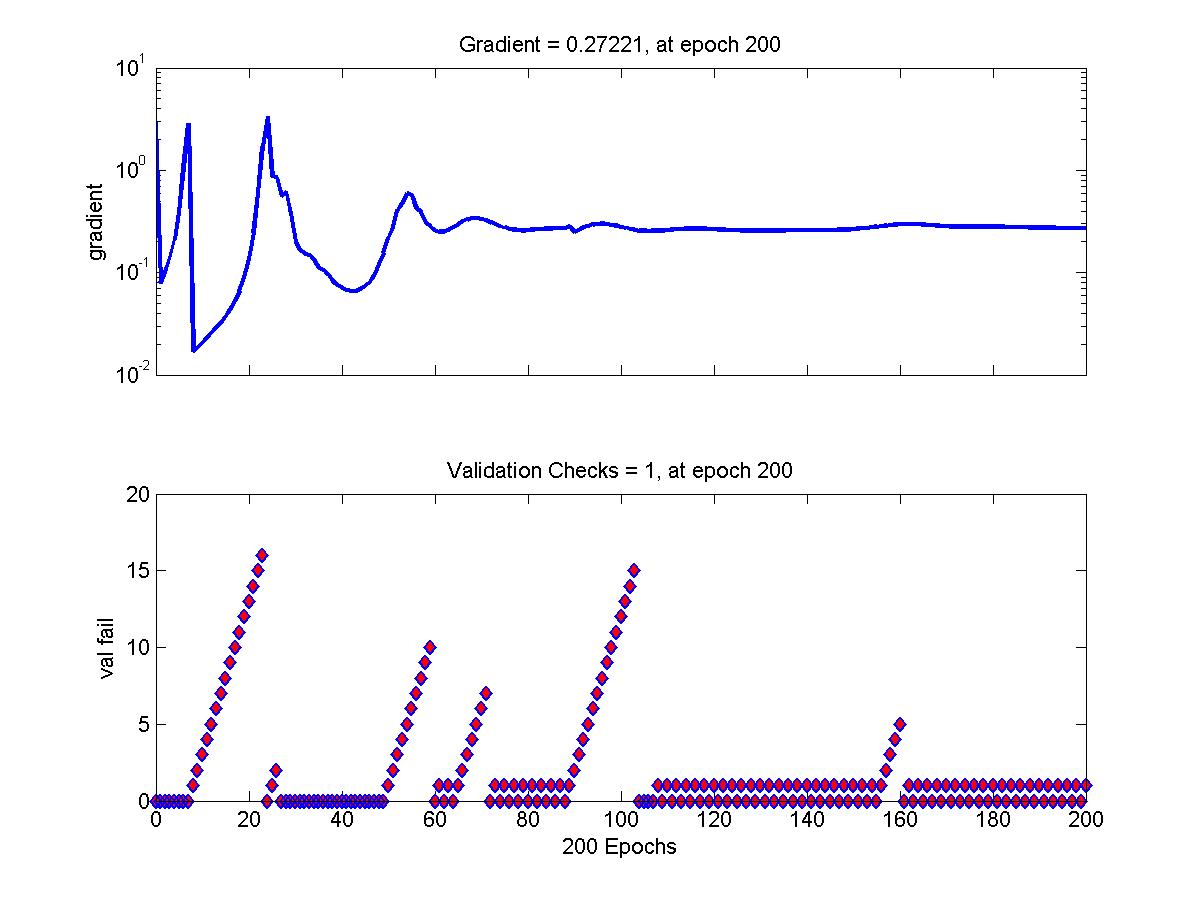 Gradient = 0.27221, at epoch 200
10^1
10^0
10^-1
10^-2
gradient
Validation Checks = 1, at epoch 200
20
15
10
5
0
val fail
0 20 40 60 80 100 120 140 160 180 200
200 Epochs